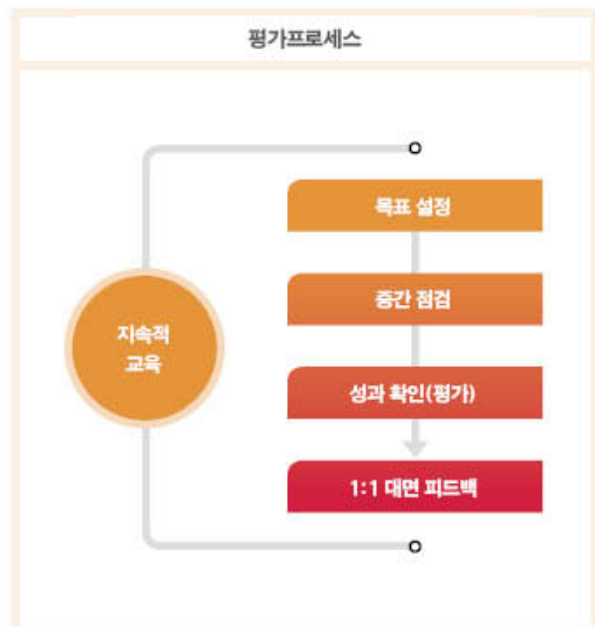 평가프로세스
목표 설정
중간 점검
지속적
교육
성과 확인(평가)
1:1 대면 피드백